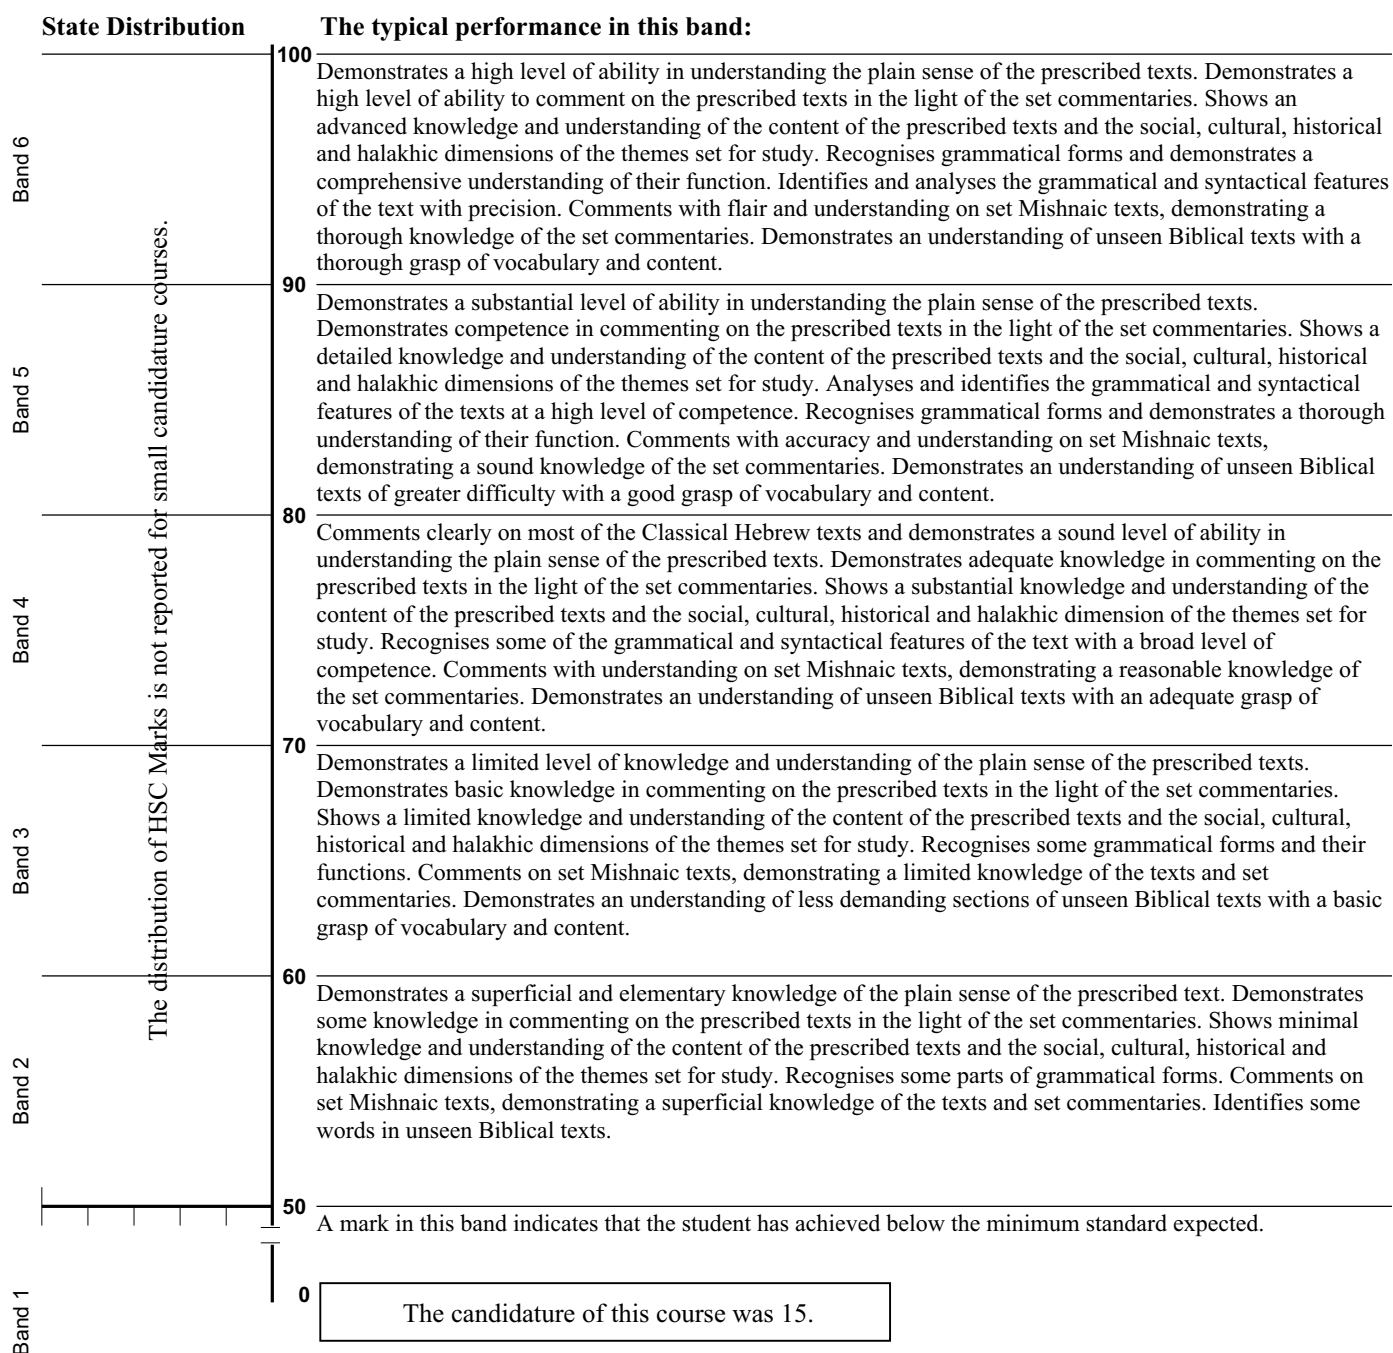 State Distribution
The typical performance in this band:
100
Demonstrates a high level of ability in understanding the plain sense of the prescribed texts. Demonstrates a
high level of ability to comment on the prescribed texts in the light of the set commentaries. Shows an
advanced knowledge and understanding of the content of the prescribed texts and the social, cultural, historical
and halakhic dimensions of the themes set for study. Recognises grammatical forms and demonstrates a
comprehensive understanding of their function. Identifies and analyses the grammatical and syntactical features
of the text with precision. Comments with flair and understanding on set Mishnaic texts, demonstrating a
thorough knowledge of the set commentaries. Demonstrates an understanding of unseen Biblical texts with a
thorough grasp of vocabulary and content.
Band 6
90
Demonstrates a substantial level of ability in understanding the plain sense of the prescribed texts.
Demonstrates competence in commenting on the prescribed texts in the light of the set commentaries. Shows a
detailed knowledge and understanding of the content of the prescribed texts and the social, cultural, historical
and halakhic dimensions of the themes set for study. Analyses and identifies the grammatical and syntactical
features of the texts at a high level of competence. Recognises grammatical forms and demonstrates a thorough
understanding of their function. Comments with accuracy and understanding on set Mishnaic texts,
demonstrating a sound knowledge of the set commentaries. Demonstrates an understanding of unseen Biblical
texts of greater difficulty with a good grasp of vocabulary and content.
Band 5
80
Comments clearly on most of the Classical Hebrew texts and demonstrates a sound level of ability in
understanding the plain sense of the prescribed texts. Demonstrates adequate knowledge in commenting on the
prescribed texts in the light of the set commentaries. Shows a substantial knowledge and understanding of the
content of the prescribed texts and the social, cultural, historical and halakhic dimension of the themes set for
study. Recognises some of the grammatical and syntactical features of the text with a broad level of
competence. Comments with understanding on set Mishnaic texts, demonstrating a reasonable knowledge of
the set commentaries. Demonstrates an understanding of unseen Biblical texts with an adequate grasp of
vocabulary and content.
Band 4
The distribution of HSC Marks is not reported for small candidature courses.
70
Demonstrates a limited level of knowledge and understanding of the plain sense of the prescribed texts.
Demonstrates basic knowledge in commenting on the prescribed texts in the light of the set commentaries.
Shows a limited knowledge and understanding of the content of the prescribed texts and the social, cultural,
historical and halakhic dimensions of the themes set for study. Recognises some grammatical forms and their
functions. Comments on set Mishnaic texts, demonstrating a limited knowledge of the texts and set
commentaries. Demonstrates an understanding of less demanding sections of unseen Biblical texts with a basic
grasp of vocabulary and content.
Band 3
60
Demonstrates a superficial and elementary knowledge of the plain sense of the prescribed text. Demonstrates
some knowledge in commenting on the prescribed texts in the light of the set commentaries. Shows minimal
knowledge and understanding of the content of the prescribed texts and the social, cultural, historical and
halakhic dimensions of the themes set for study. Recognises some parts of grammatical forms. Comments on
set Mishnaic texts, demonstrating a superficial knowledge of the texts and set commentaries. Identifies some
words in unseen Biblical texts.
Band 2
50
A mark in this band indicates that the student has achieved below the minimum standard expected.
0
The candidature of this course was 15.
Band 1